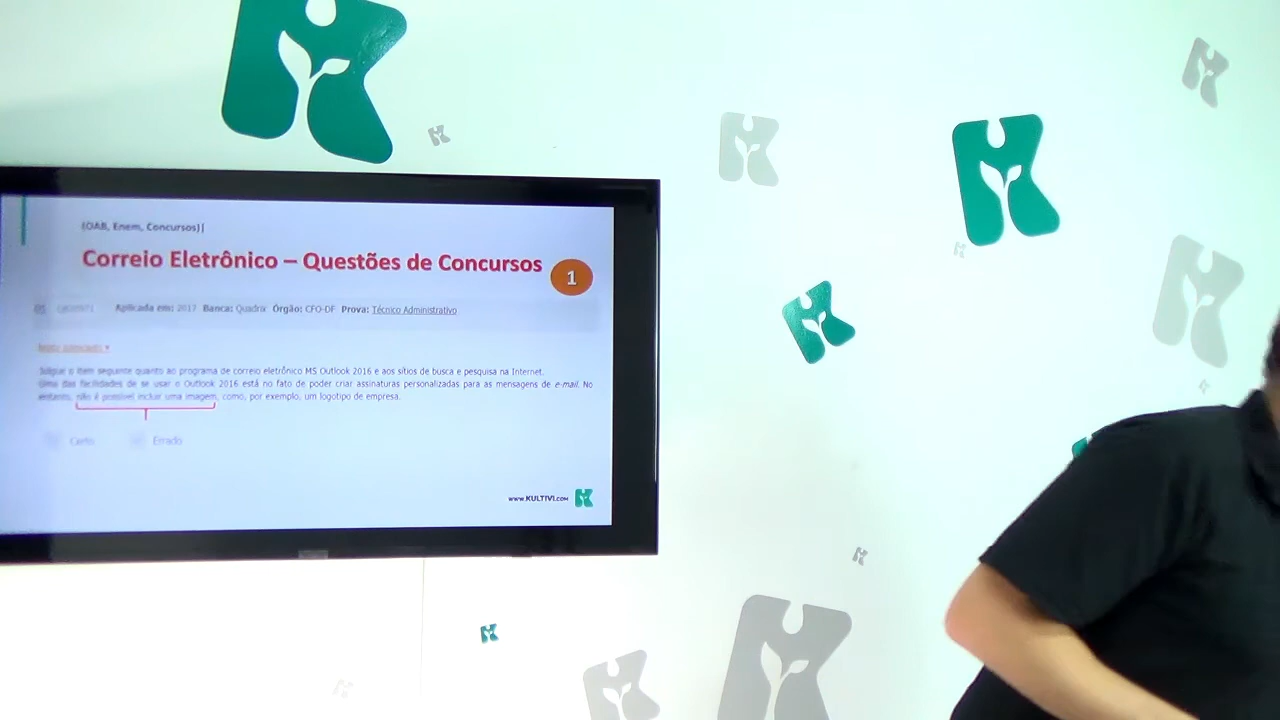 (OAB, Enem, Concursos)|
Correio Eletrônico – Questões de Concursos
1
Aplicada em: 2017 Banca: Quadrix Órgão: CFO-DF Prova: Técnico Administrativo
Julgue o item seguinte quanto ao programa de correio eletrônico MS Outlook 2016 e aos sítios de busca e pesquisa na Internet.
Uma das facilidades de se usar o Outlook 2016 está no fato de poder criar assinaturas personalizadas para as mensagens de e-mail. No
entanto, não é possível incluir uma imagem, como, por exemplo, um logotipo de empresa.
Certo Errado
www.KULTIVI.com